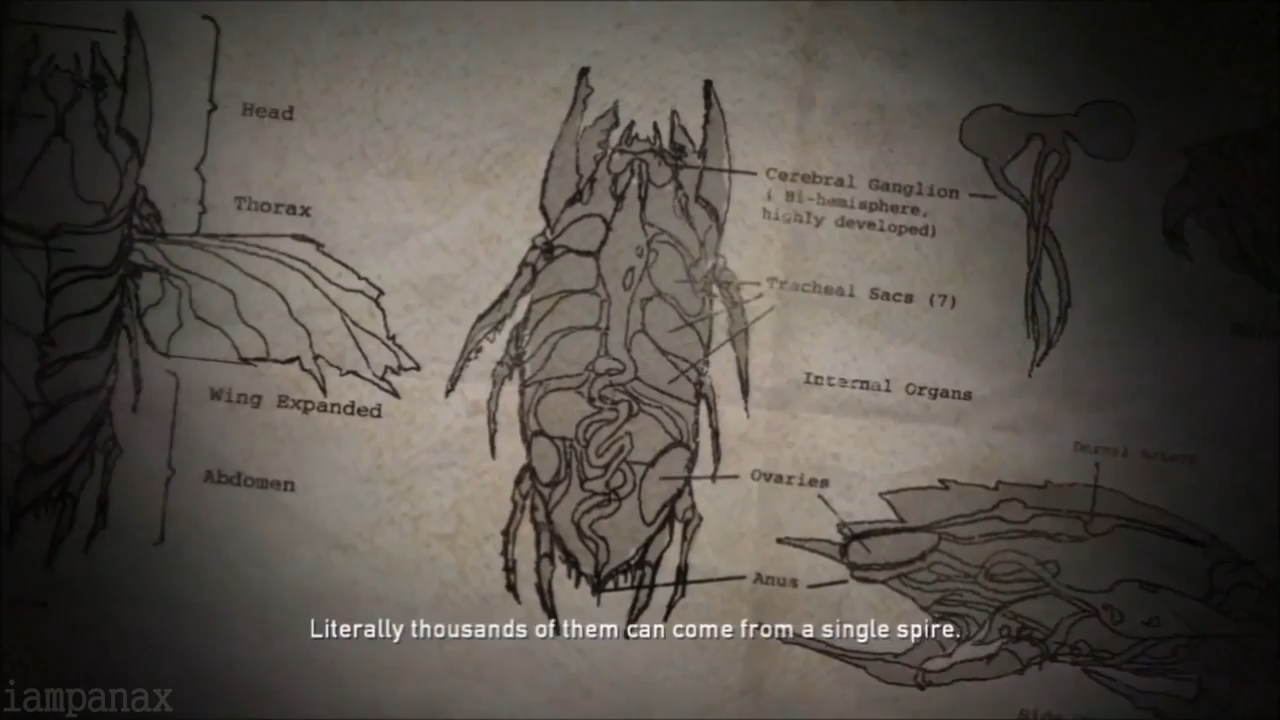 Head
Thorax
Wing Expanded
Abdomen
Cerebral Ganglion
( Bi-hemisphere,
highly developed)
Tracheal Sacs (7)
Internal Organs
Ovaries
Anus
Literally thousands of them can come from a single spire.
iampanax